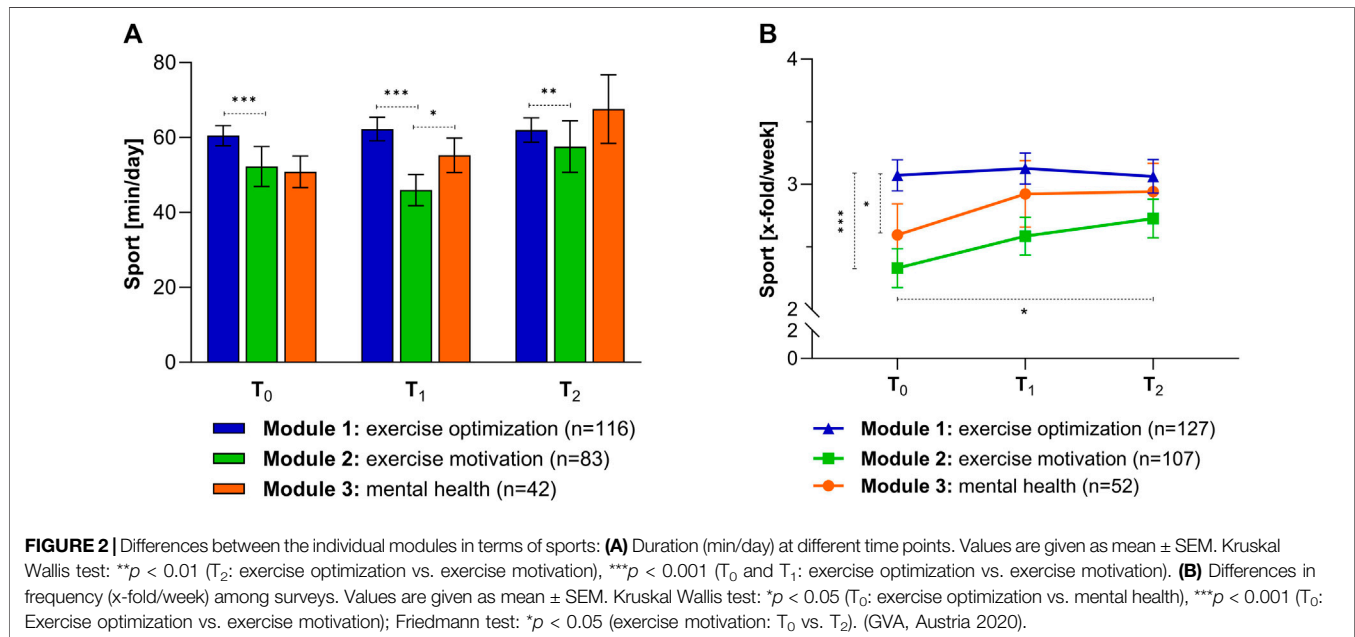 A
Sport [min/day]
80
60
40
20
0
***
***
*
**
T₀
T₁
T₂
Module 1: exercise optimization (n=116)
Module 2: exercise motivation (n=83)
Module 3: mental health (n=42)
B
Sport [x-fold/week]
4
3
2
2
0
***
*
*
T₀
T₁
T₂
Module 1: exercise optimization (n=127)
Module 2: exercise motivation (n=107)
Module 3: mental health (n=52)
FIGURE 2 | Differences between the individual modules in terms of sports: (A) Duration (min/day) at different time points. Values are given as mean ± SEM. Kruskal
Wallis test: **p < 0.01 (T₂: exercise optimization vs. exercise motivation), ***p < 0.001 (T₀ and T₁: exercise optimization vs. exercise motivation). (B) Differences in
frequency (x-fold/week) among surveys. Values are given as mean ± SEM. Kruskal Wallis test: *p < 0.05 (T₀: exercise optimization vs. mental health), ***p < 0.001 (T₀:
Exercise optimization vs. exercise motivation); Friedmann test: *p < 0.05 (exercise motivation: T₀ vs. T₂). (GVA, Austria 2020).